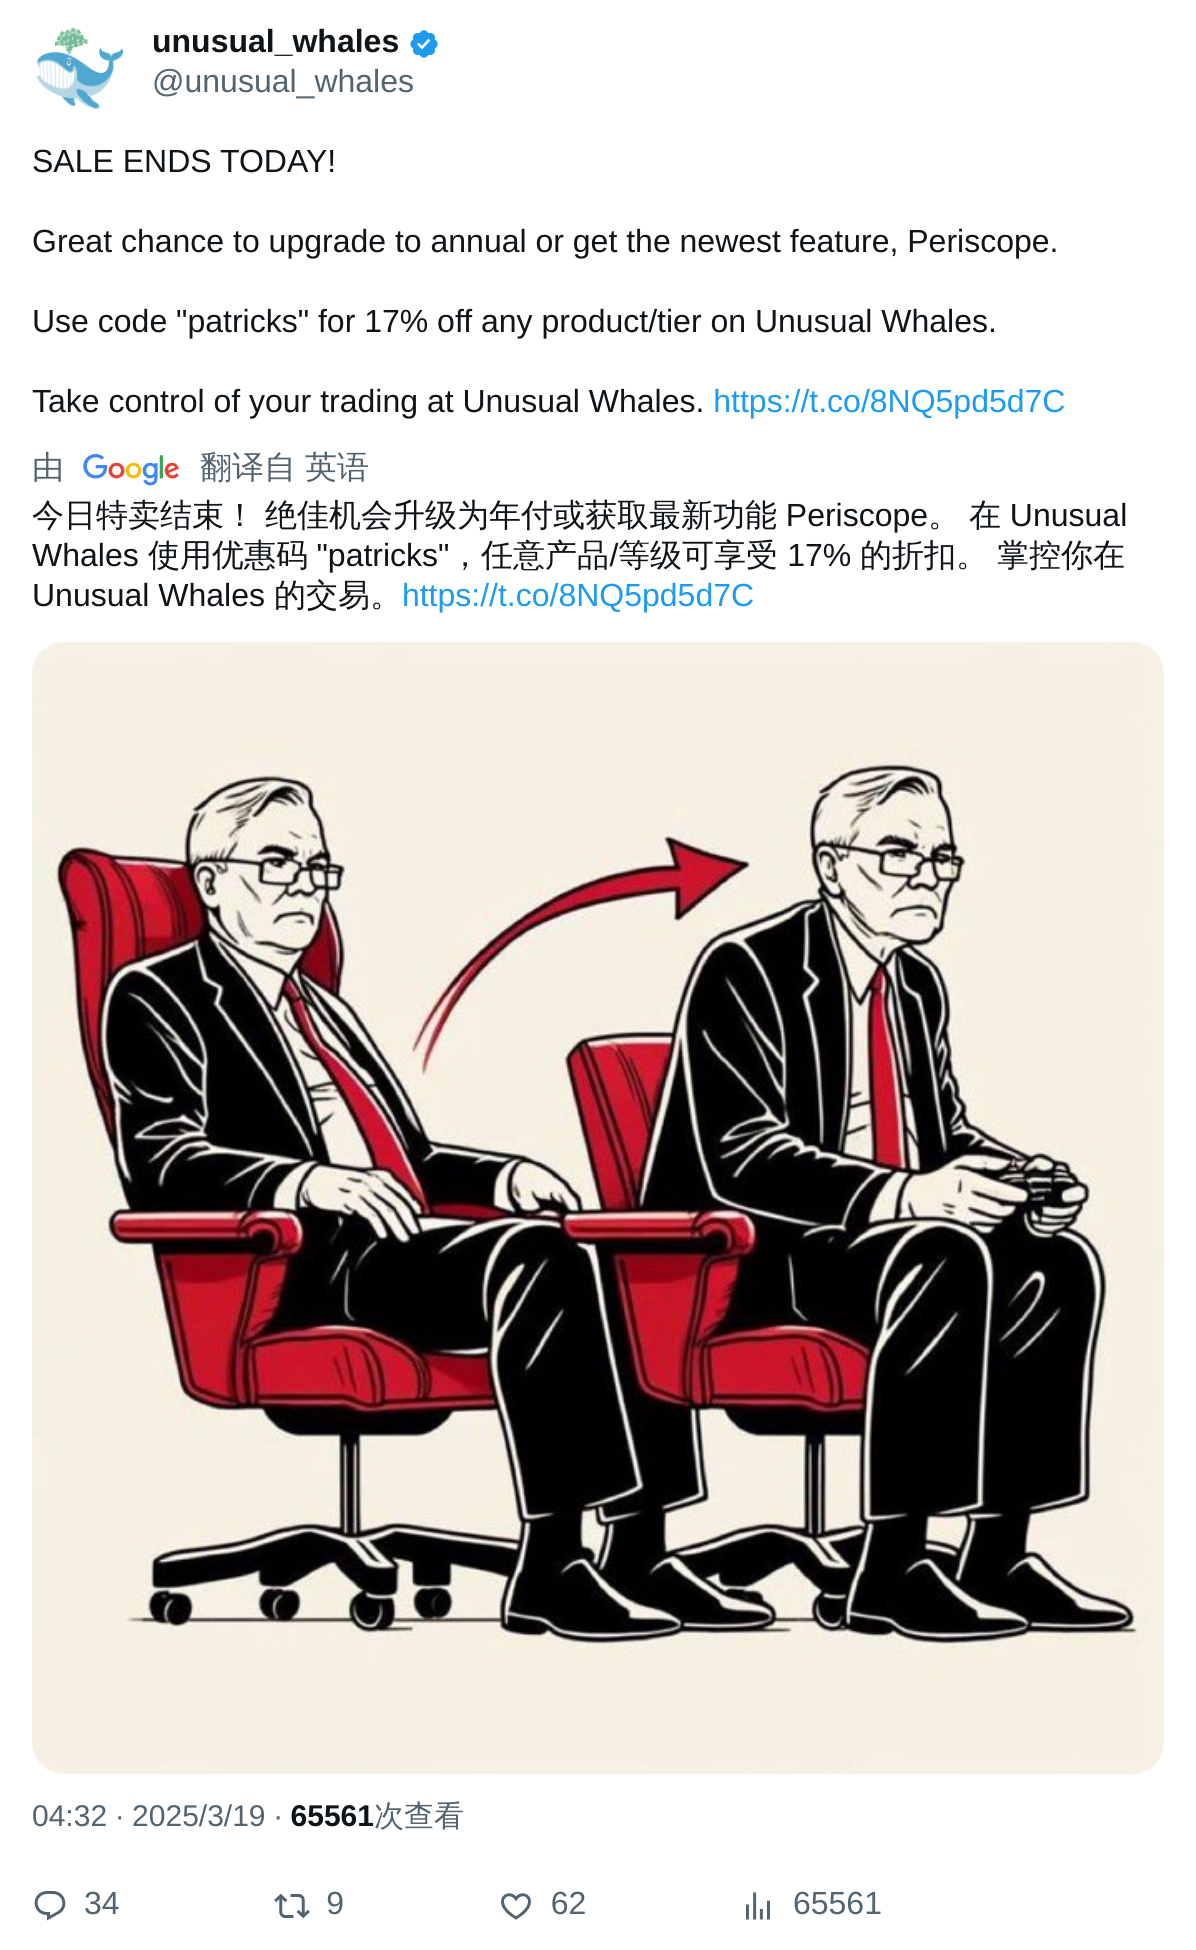 unusual_whales
@unusual_whales
SALE ENDS TODAY!
Great chance to upgrade to annual or get the newest feature, Periscope.
Use code "patricks" for 17% off any product/tier on Unusual Whales.
Take control of your trading at Unusual Whales. https://t.co/8NQ5pd5d7C
由 Google 翻译自 英语
今日特卖结束！ 绝佳机会升级为年付或获取最新功能 Periscope。 在 Unusual
Whales 使用优惠码 "patricks"，任意产品/等级可享受 17% 的折扣。 掌控你在
Unusual Whales 的交易。https://t.co/8NQ5pd5d7C
04:32 · 2025/3/19 · 65561次查看
34 9 62 65561